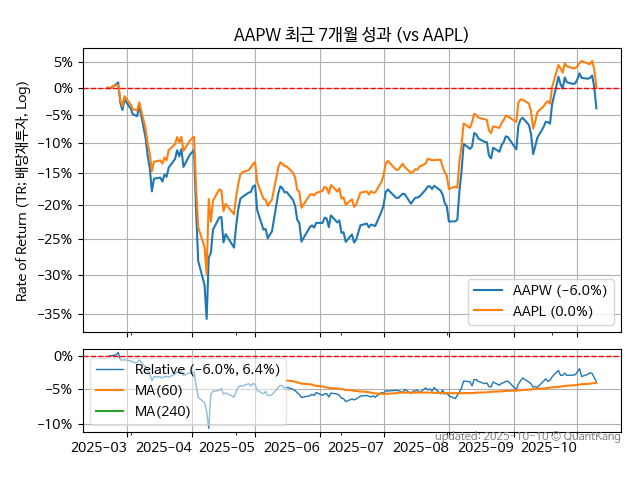 AAPW 최근 7개월 성과 (vs AAPL)
Rate of Return (TR: 배당재투자, Log)
5%
0%
−5%
−10%
−15%
−20%
−25%
−30%
−35%
AAPW (−6.0%)
AAPL (0.0%)
0%
−5%
−10%
Relative (−6.0%, 6.4%)
MA(60)
MA(240)
2025-03 2025-04 2025-05 2025-06 2025-07 2025-08 2025-09 2025-10
updated: 2025-10-10 © QuantKang